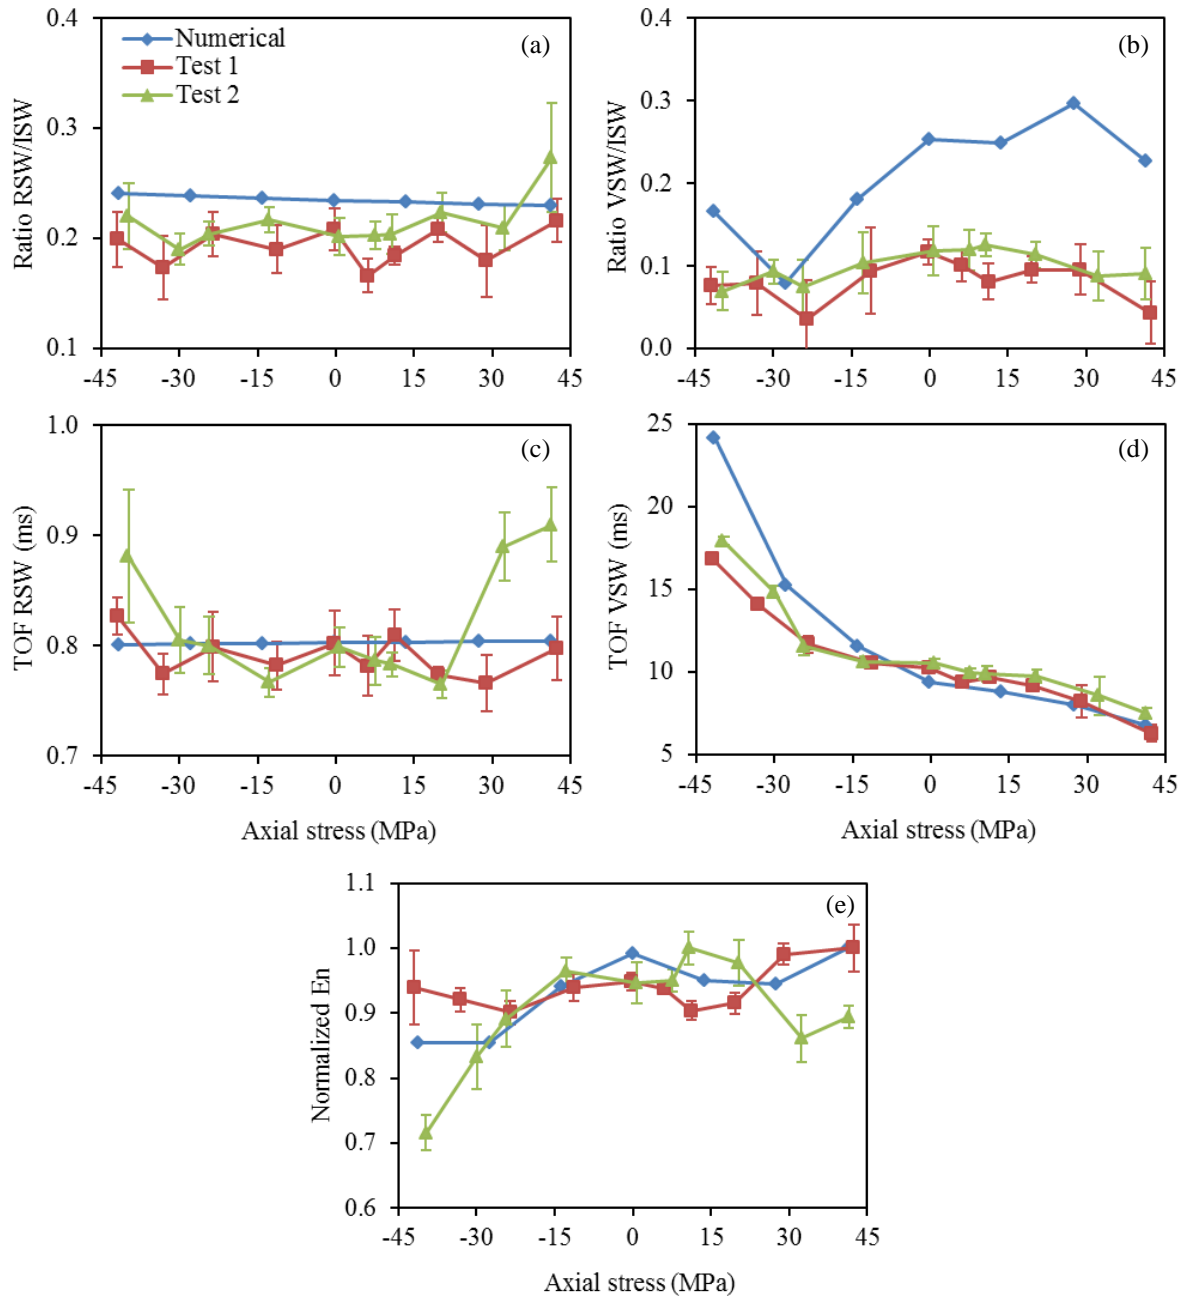 0.4
0.3
0.2
0.1
Ratio RSW/ISW
Numerical
Test 1
Test 2
(a)
-45 -30 -15 0 15 30 45
0.4
0.3
0.2
0.1
0.0
Ratio VSW/ISW
(b)
-45 -30 -15 0 15 30 45
1.0
0.9
0.8
0.7
TOF RSW (ms)
(c)
-45 -30 -15 0 15 30 45
Axial stress (MPa)
25
20
15
10
5
TOF VSW (ms)
(d)
-45 -30 -15 0 15 30 45
Axial stress (MPa)
1.1
1.0
0.9
0.8
0.7
0.6
Normalized En
(e)
-45 -30 -15 0 15 30 45
Axial stress (MPa)